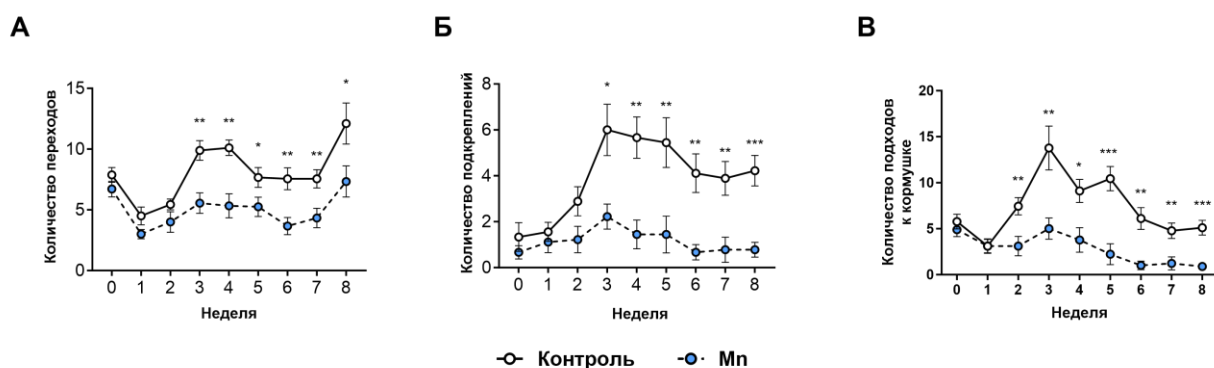 А
Количество переходов
15
10
5
0
* 
** ** * ** **
0 1 2 3 4 5 6 7 8
Неделя
Б
Количество подкреплений
8
6
4
2
0
* ** ** ** ** ***
0 1 2 3 4 5 6 7 8
Неделя
В
Количество подходов
к кормушке
20
15
10
5
0
** ** * *** ** ** ***
0 1 2 3 4 5 6 7 8
Неделя
Контроль Mn